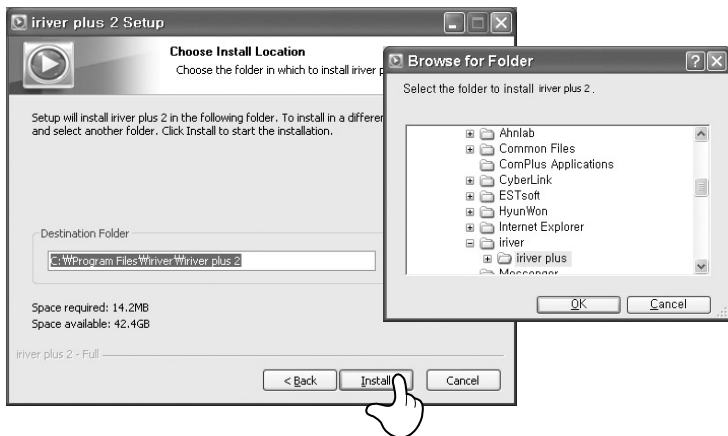 iriver plus 2 Setup
Choose Install Location
Choose the folder in which to install iriver
Setup will install iriver plus 2 in the following folder. To install in a
and select another folder. Click Install to start the installation.
Destination Folder
C:₩Program Files₩iriver₩iriver plus 2
Space required: 14.2MB
Space available: 42.4GB
iriver plus 2 - Full
< Back
Install
Cancel
Browse for Folder
Select the folder to install iriver plus 2 .
Ahnlab
Common Files
ComPlus Applications
CyberLink
ESTsoft
HyunWon
Internet Explorer
iriver
iriver plus
OK
Cancel